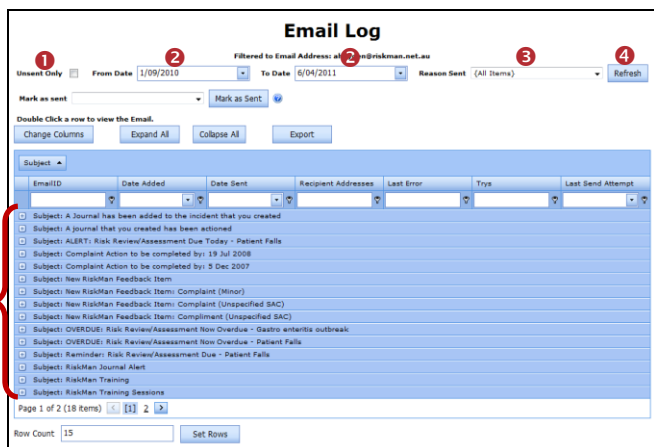 Email Log
Filtered to Email Address: al en@riskman.net.au
1 2 2 3 4
Unsent Only From Date 1/09/2010 To Date 6/04/2011 Reason Sent {All Items} Refresh
Mark as sent Mark as Sent
Double Click a row to view the Email.
Change Columns Expand All Collapse All Export
Subject
EmailID Date Added Date Sent Recipient Addresses Last Error Trys Last Send Attempt
Subject: A Journal has been added to the incident that you created
Subject: A journal that you created has been actioned
Subject: ALERT: Risk Review/Assessment Due Today - Patient Falls
Subject: Complaint Action to be completed by: 19 Jul 2008
Subject: Complaint Action to be completed by: 5 Dec 2007
Subject: New RiskMan Feedback Item
Subject: New RiskMan Feedback Item: Complaint (Minor)
Subject: New RiskMan Feedback Item: Complaint (Unspecified SAC)
Subject: New RiskMan Feedback Item: Compliment (Unspecified SAC)
Subject: OVERDUE: Risk Review/Assessment Now Overdue - Gastro enteritis outbreak
Subject: OVERDUE: Risk Review/Assessment Now Overdue - Patient Falls
Subject: Reminder: Risk Review/Assessment Due - Patient Falls
Subject: RiskMan Journal Alert
Subject: RiskMan Training
Subject: RiskMan Training Sessions
Page 1 of 2 (18 items) [1] 2
Row Count 15 Set Rows